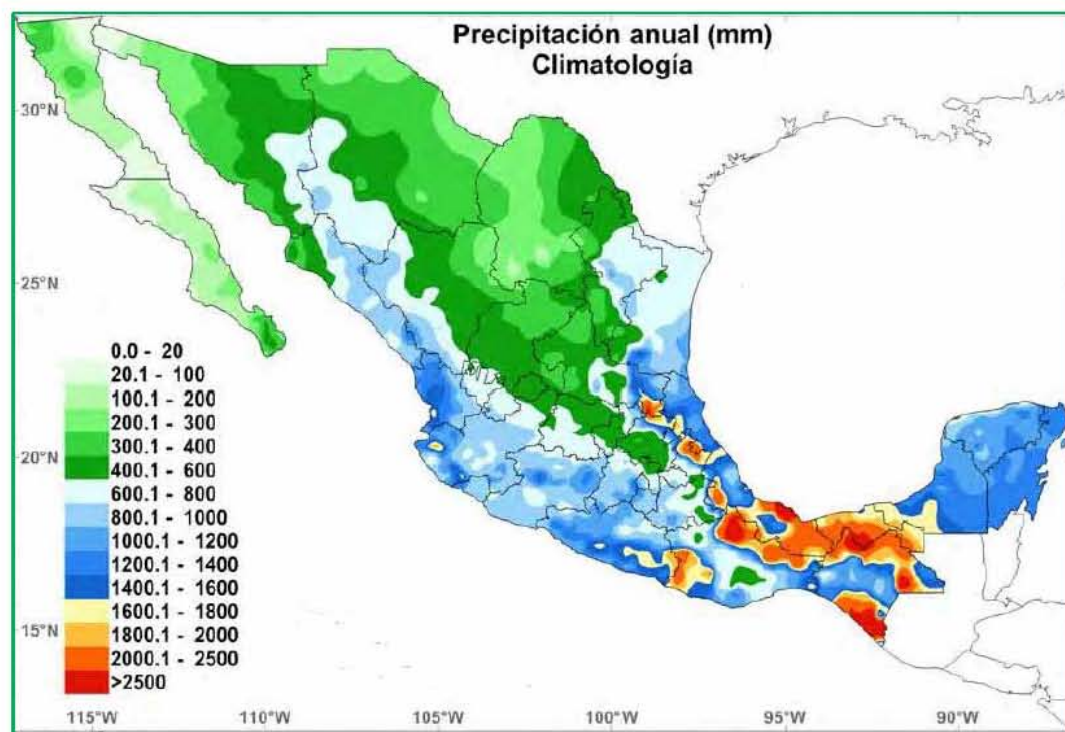 Precipitación anual (mm)
Climatología
30°N
25°N
20°N
15°N
0.0 - 20
20.1 - 100
100.1 - 200
200.1 - 300
300.1 - 400
400.1 - 600
600.1 - 800
800.1 - 1000
1000.1 - 1200
1200.1 - 1400
1400.1 - 1600
1600.1 - 1800
1800.1 - 2000
2000.1 - 2500
>2500
115°W 110°W 105°W 100°W 95°W 90°W